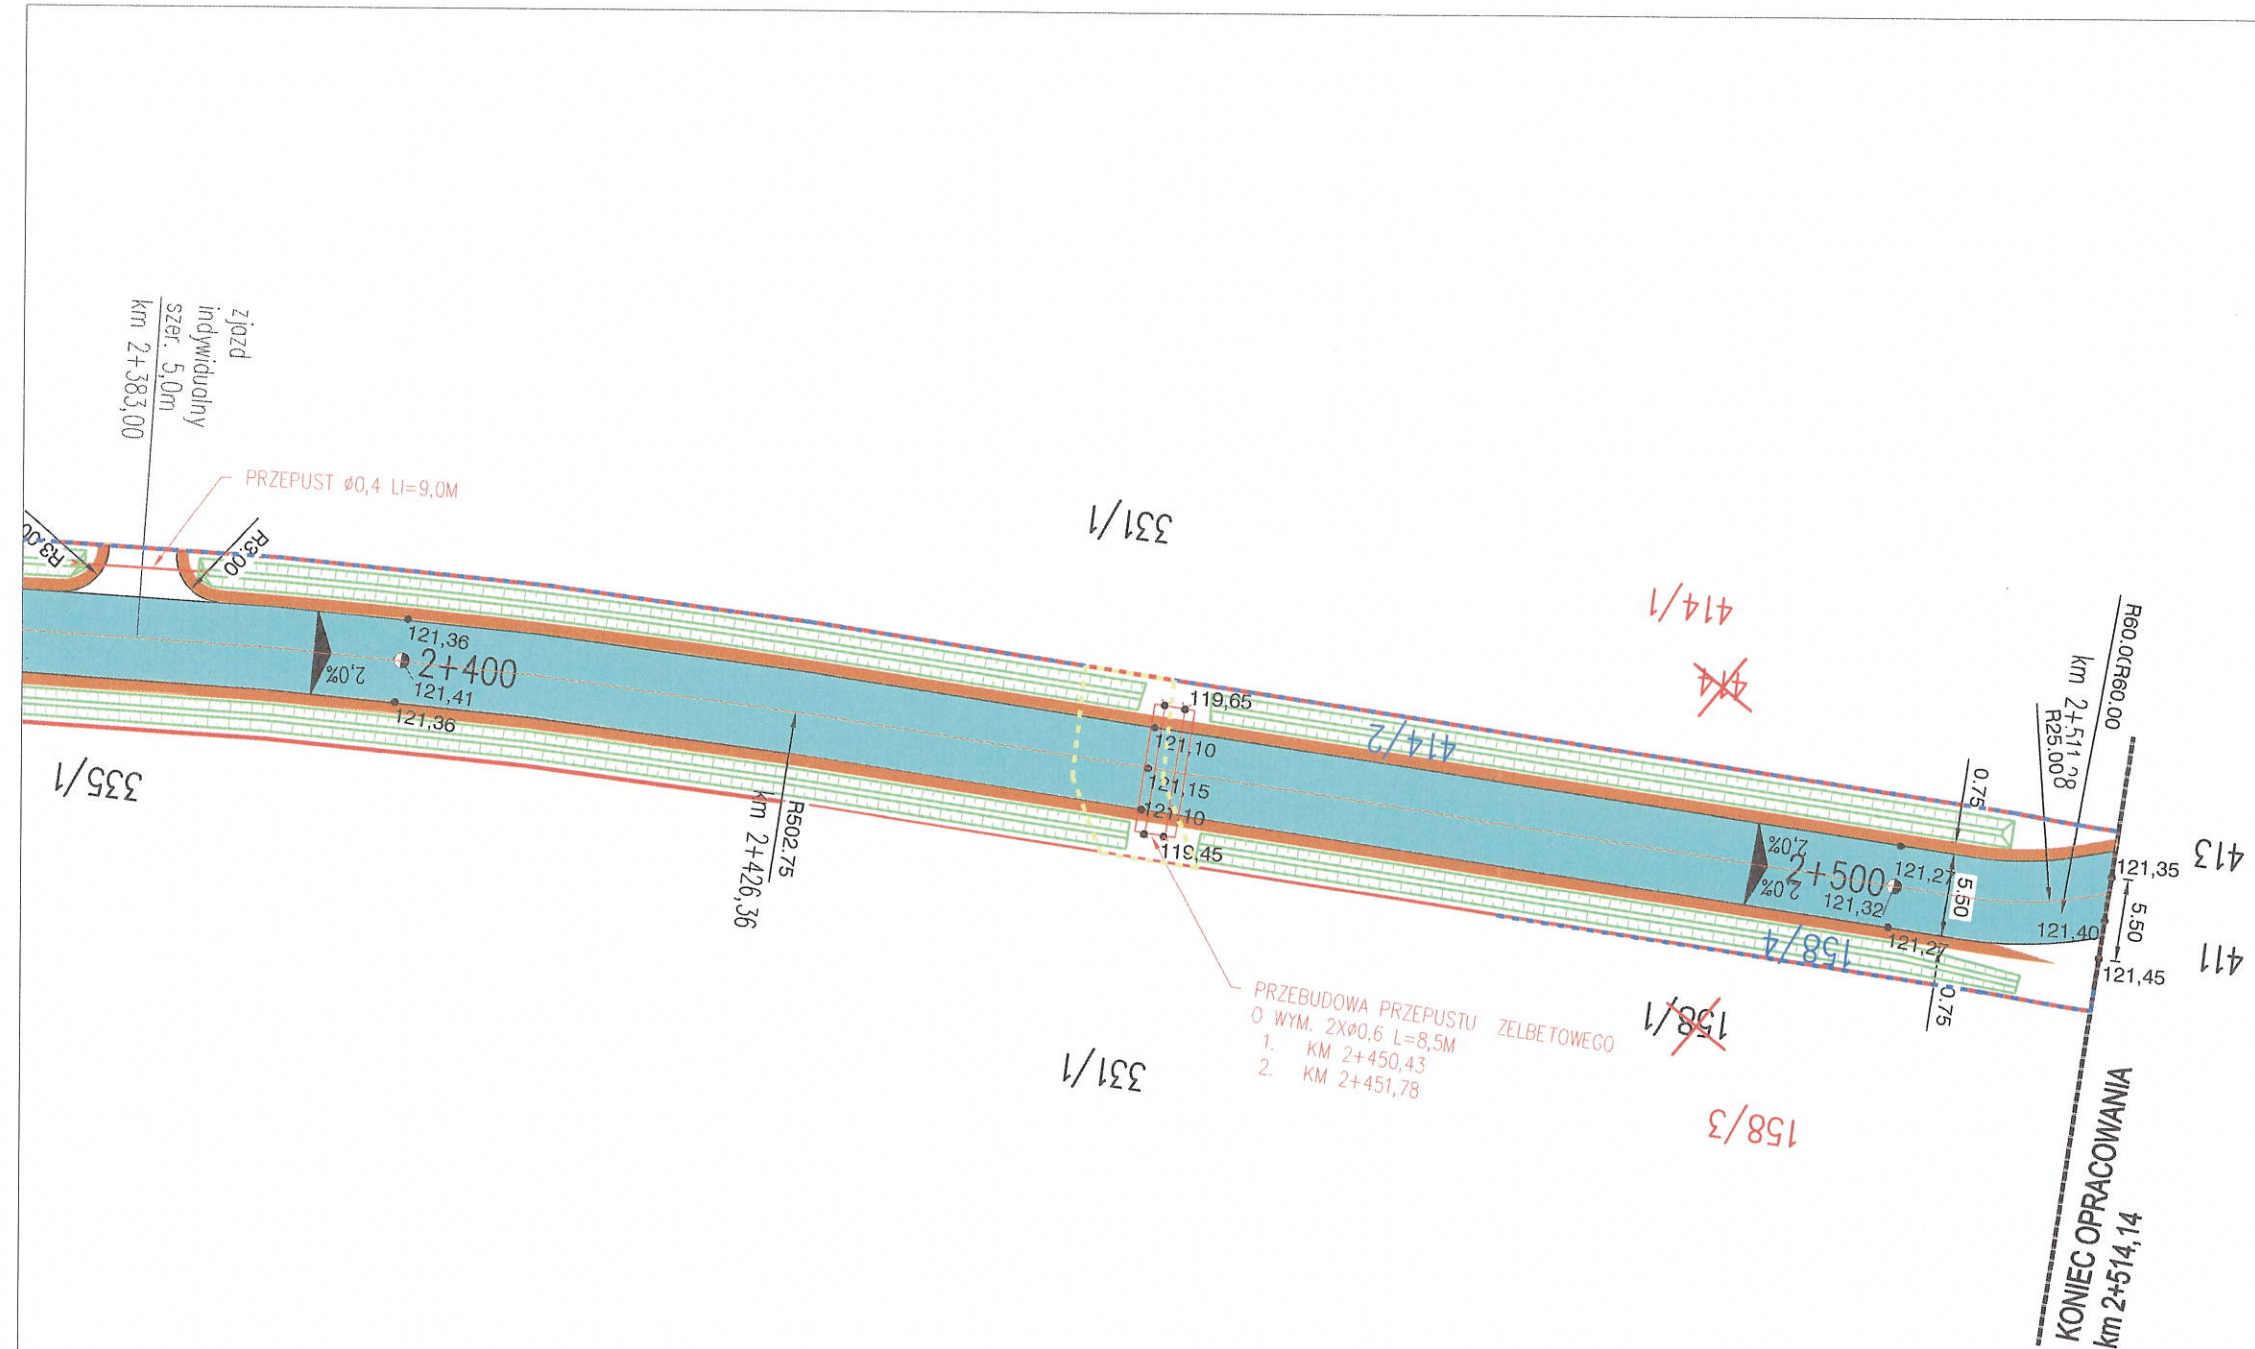 zjazd
indywidualny
szer. 5,0m
km 2+383,00
PRZEPUST ø0,4 LI=9,0M
R3.00
R3.00
121,36
2+400
121,41
121,36
2,0%
335/1
331/1
414/1
414
414/2
119,65
121,10
121,15
121,10
119,45
R502.75
km 2+426,36
PRZEBUDOWA PRZEPUSTU ZELBETOWEGO
O WYM. 2Xø0,6 L=8,5M
1. KM 2+450,43
2. KM 2+451,78
331/1
R60.00
km 2+511,28
R25.00
0.75
2,0%
2+500
2,0%
121,27
121,32
5.50
121,27
0.75
158/4
158/1
158/3
121,35
5.50
121,40
121,45
413
411
KONIEC OPRACOWANIA
km 2+514,14